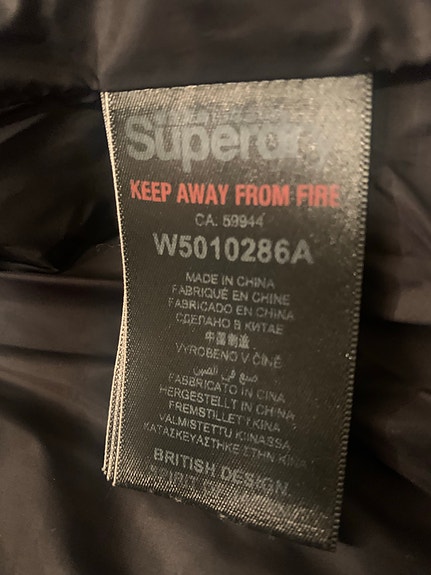 Superdry
KEEP AWAY FROM FIRE
CA: 59944
W5010286A
MADE IN CHINA
FABRIQUÉ EN CHINE
FABRICADO EN CHINA
СДЕЛАНО В КИТАЕ
中国制造
VYROBENO V ČÍNĚ
صنع في الصين
FABBRICATO IN CINA
HERGESTELLT IN CHINA
FREMSTILLET I KINA
VALMISTETTU KIINASSA
ΚΑΤΑΣΚΕΥΑΣΤΗΚΕ ΣΤΗΝ ΚΙΝΑ
BRITISH DESIGN
SPIRIT